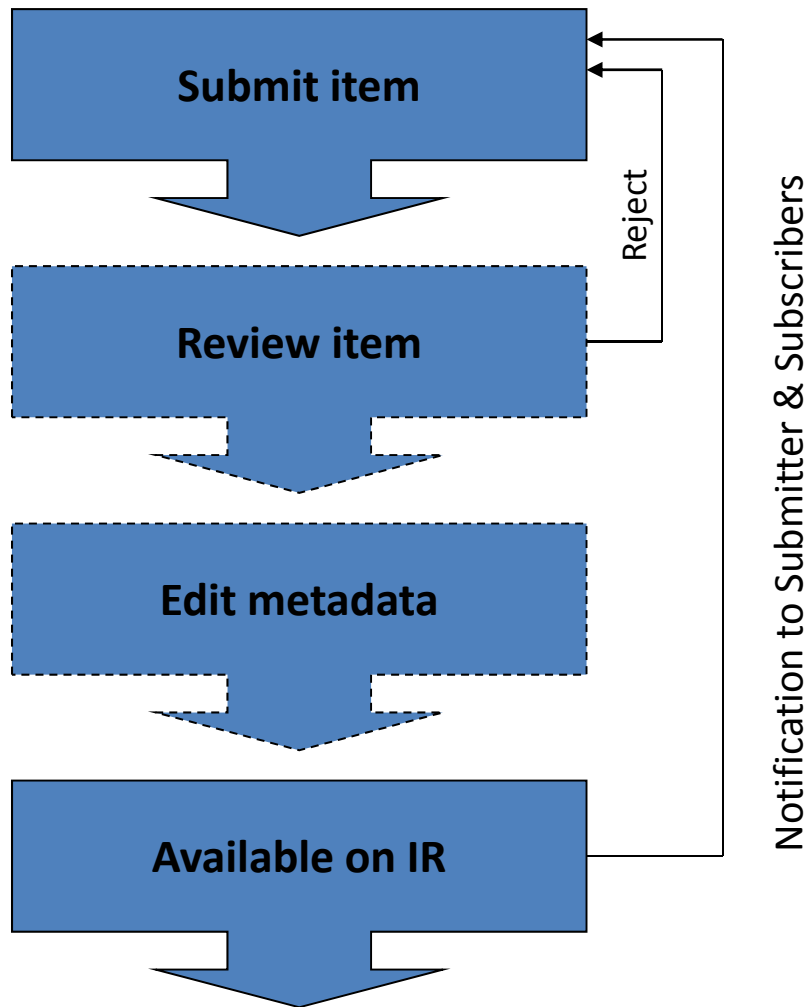 Submit item
Reject
Review item
Edit metadata
Available on IR
Notification to Submitter & Subscribers